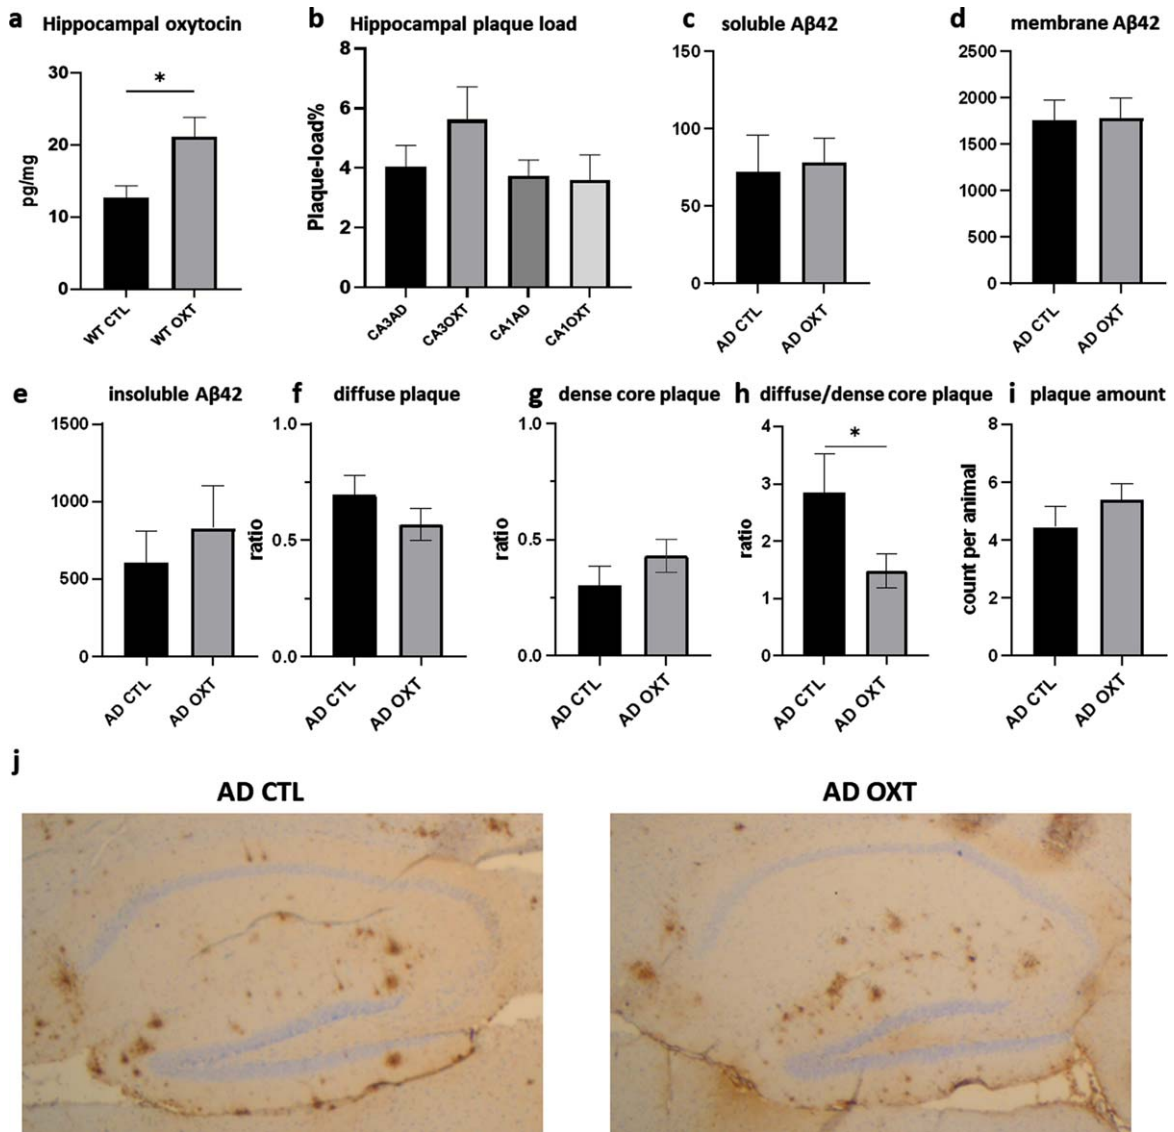 a Hippocampal oxytocin
pg/mg
30
20
10
0
*
WT CTL
WT OXT
b Hippocampal plaque load
Plaque-load%
8
6
4
2
0
CA3AD
CA3OXT
CA1AD
CA1OXT
c soluble Aβ42
150
100
50
0
AD CTL
AD OXT
d membrane Aβ42
2500
2000
1500
1000
500
0
AD CTL
AD OXT
e insoluble Aβ42
1500
1000
500
0
AD CTL
AD OXT
f diffuse plaque
ratio
1.0
0.5
0.0
AD CTL
AD OXT
g dense core plaque
ratio
1.0
0.5
0.0
AD CTL
AD OXT
h diffuse/dense core plaque
ratio
4
3
2
1
0
*
AD CTL
AD OXT
i plaque amount
count per animal
8
6
4
2
0
AD CTL
AD OXT
j
AD CTL
AD OXT